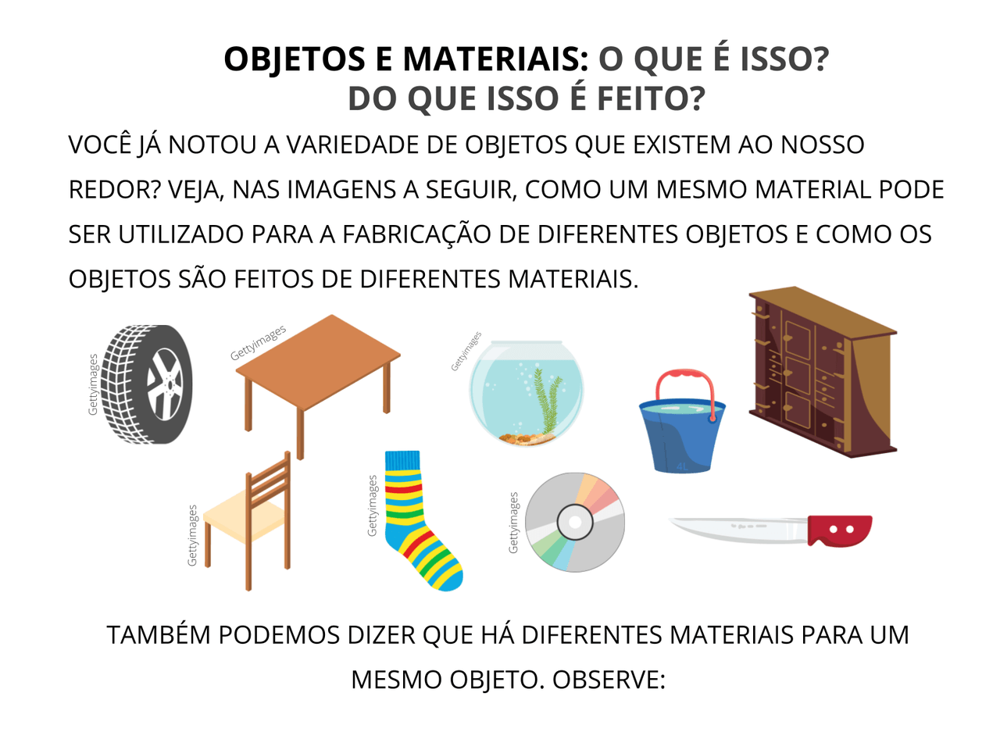 OBJETOS E MATERIAIS: O QUE É ISSO?
DO QUE ISSO É FEITO?
VOCÊ JÁ NOTOU A VARIEDADE DE OBJETOS QUE EXISTEM AO NOSSO
REDOR? VEJA, NAS IMAGENS A SEGUIR, COMO UM MESMO MATERIAL PODE
SER UTILIZADO PARA A FABRICAÇÃO DE DIFERENTES OBJETOS E COMO OS
OBJETOS SÃO FEITOS DE DIFERENTES MATERIAIS.
Gettyimages
Gettyimages
Gettyimages
4L
Gettyimages
Gettyimages
Gettyimages
TAMBÉM PODEMOS DIZER QUE HÁ DIFERENTES MATERIAIS PARA UM
MESMO OBJETO. OBSERVE: